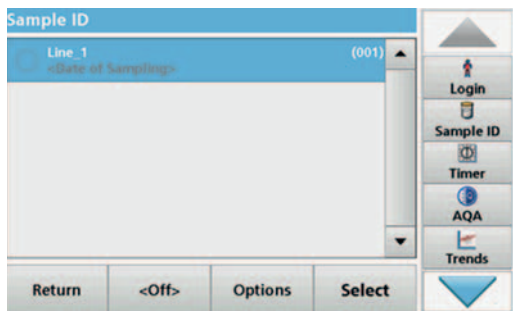 Sample ID
Line_1 (001)
<Date of Sampling>
Login
Sample ID
Timer
AQA
Trends
Return <Off> Options Select